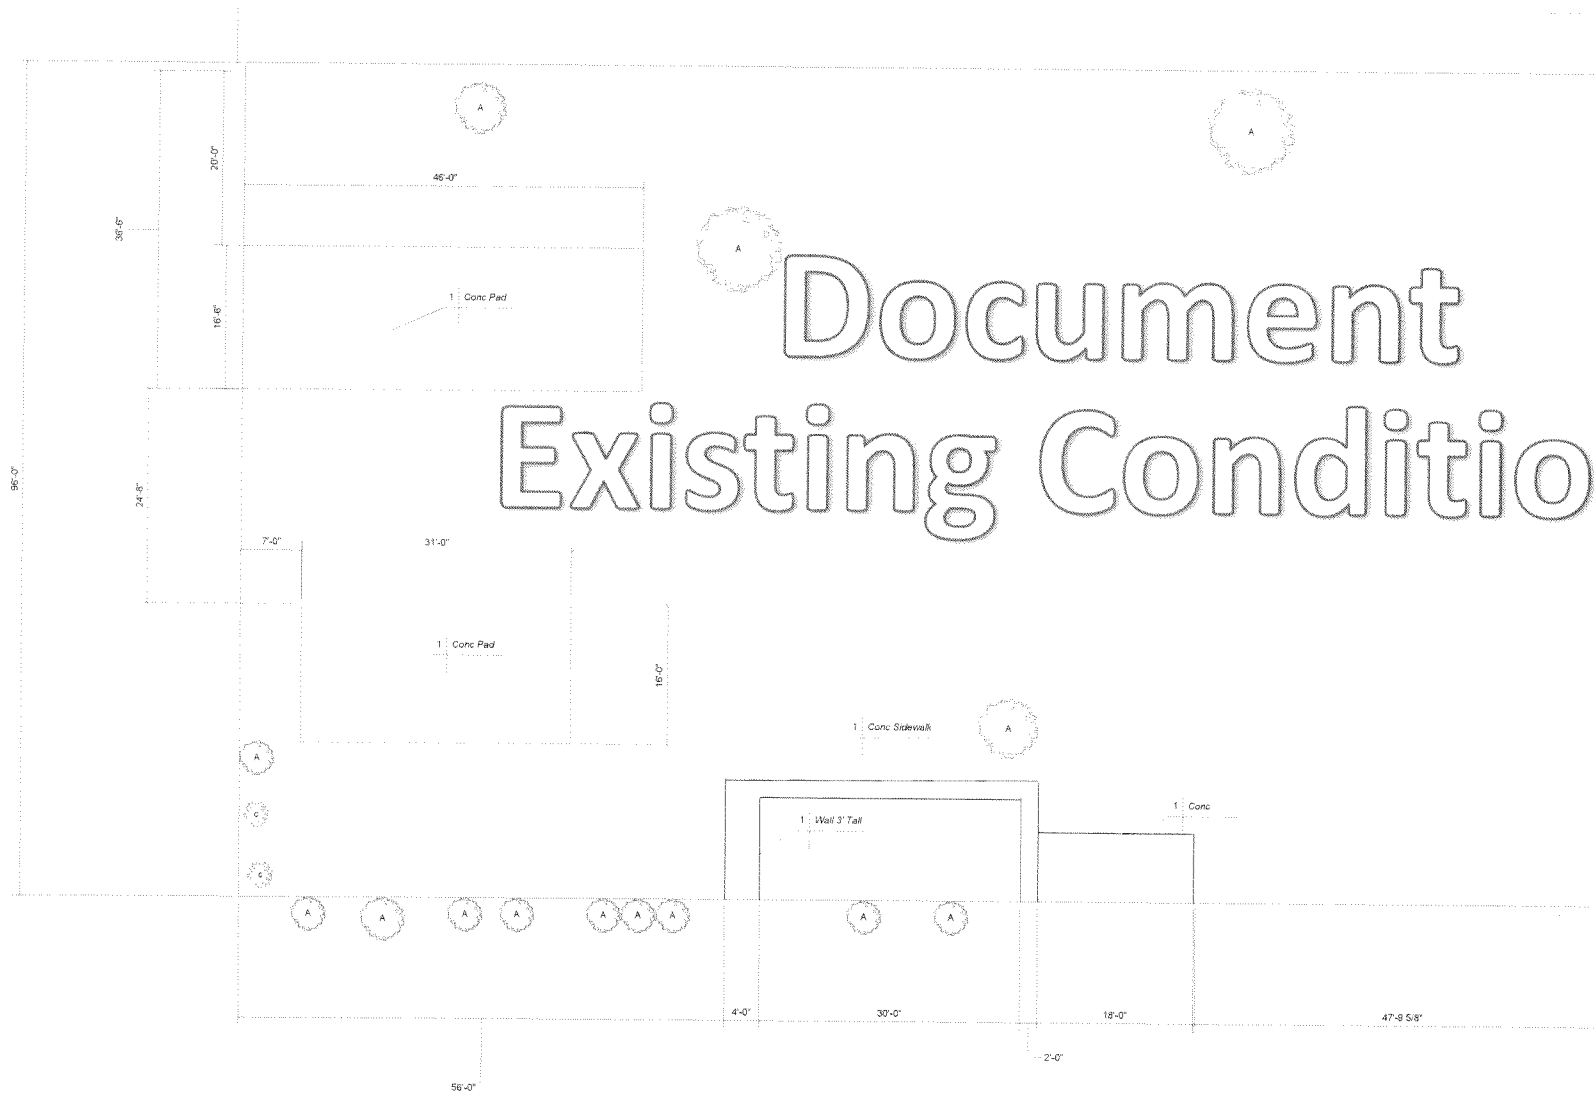 A
A
20'-0"
46'-0"
36'-6"
A
Document
1 Conc Pad
16'-6"
Existing Conditio
96'-0"
24'-8"
7'-0"
31'-0"
1 Conc Pad
16'-0"
1 Conc Sidewalk
A
A
1 Conc
C
1 Wall 3' Tall
C
A
A
A
A
A
A
A
A
A
4'-0"
30'-0"
18'-0"
47'-9 5/8"
2'-0"
56'-0"